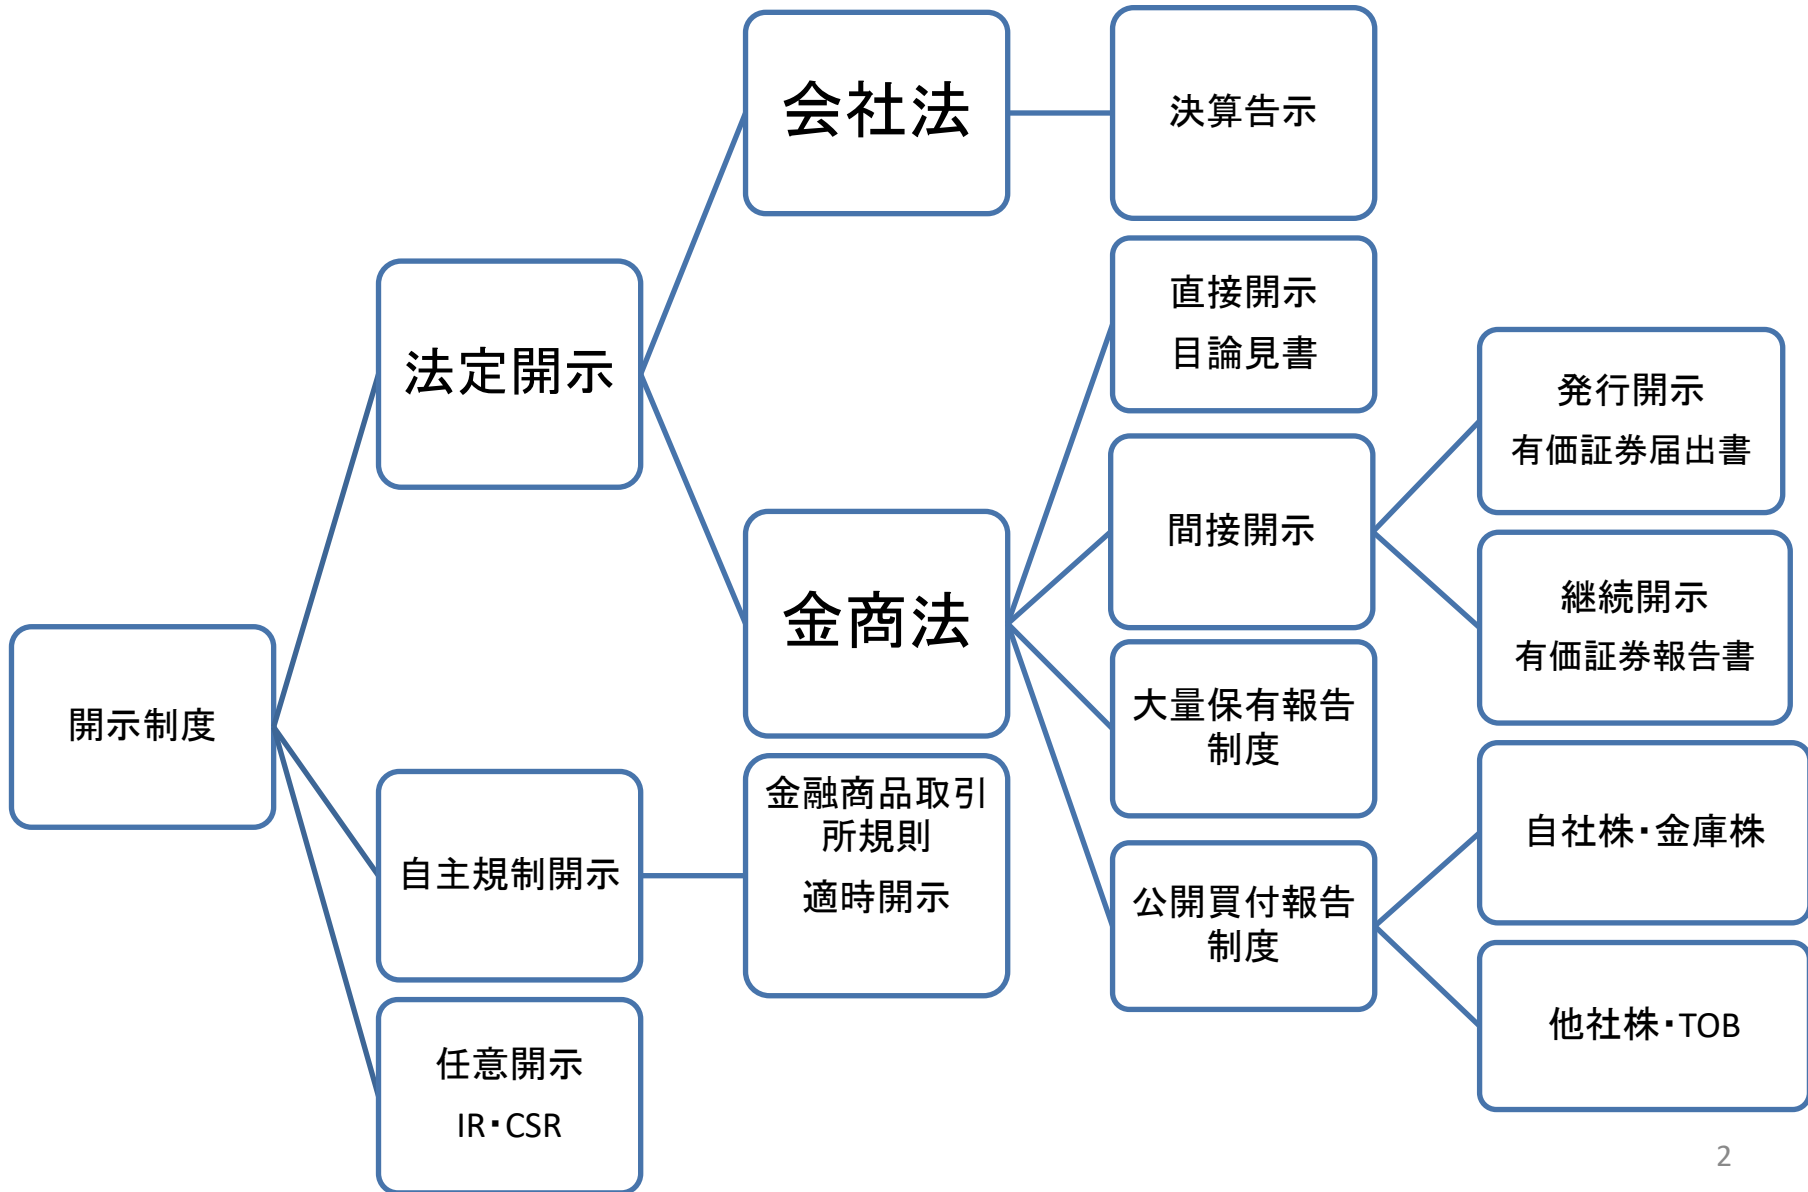 開示制度
法定開示
会社法
決算告示
金商法
直接開示
目論見書
間接開示
発行開示
有価証券届出書
継続開示
有価証券報告書
大量保有報告
制度
公開買付報告
制度
自社株・金庫株
他社株・TOB
自主規制開示
金融商品取引
所規則
適時開示
任意開示
IR・CSR
2